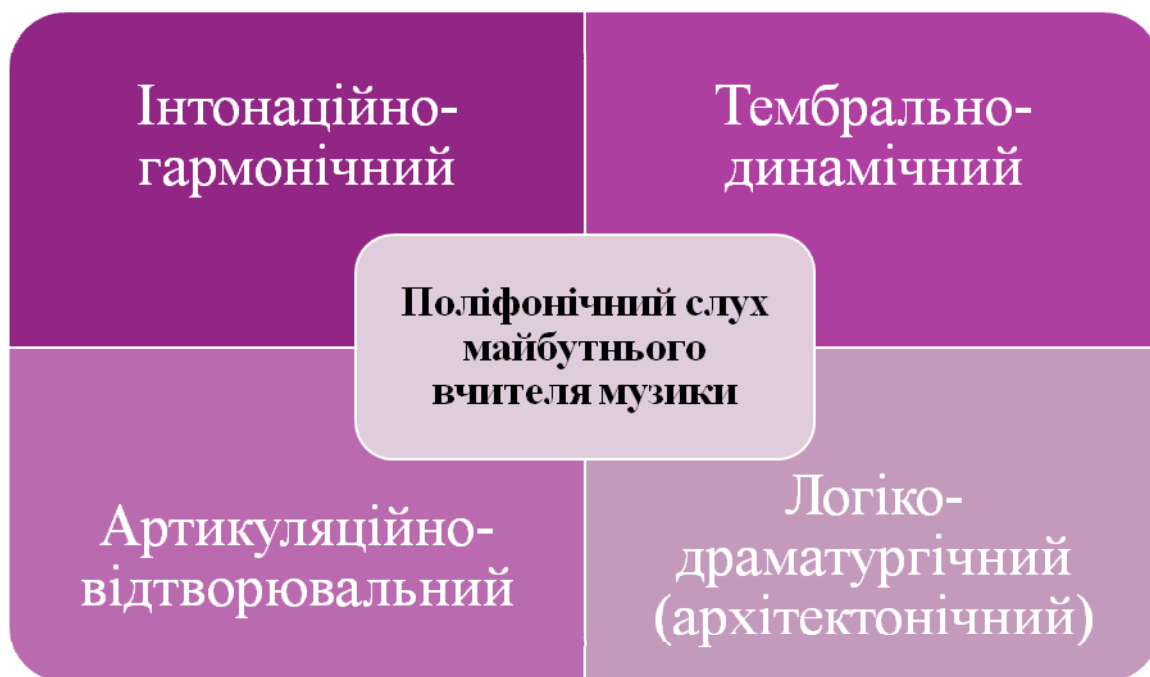 Інтонаційно-
гармонічний
Тембрально-
динамічний
Поліфонічний слух
майбутнього
вчителя музики
Артикуляційно-
відтворювальний
Логіко-
драматургічний
(архітектонічний)